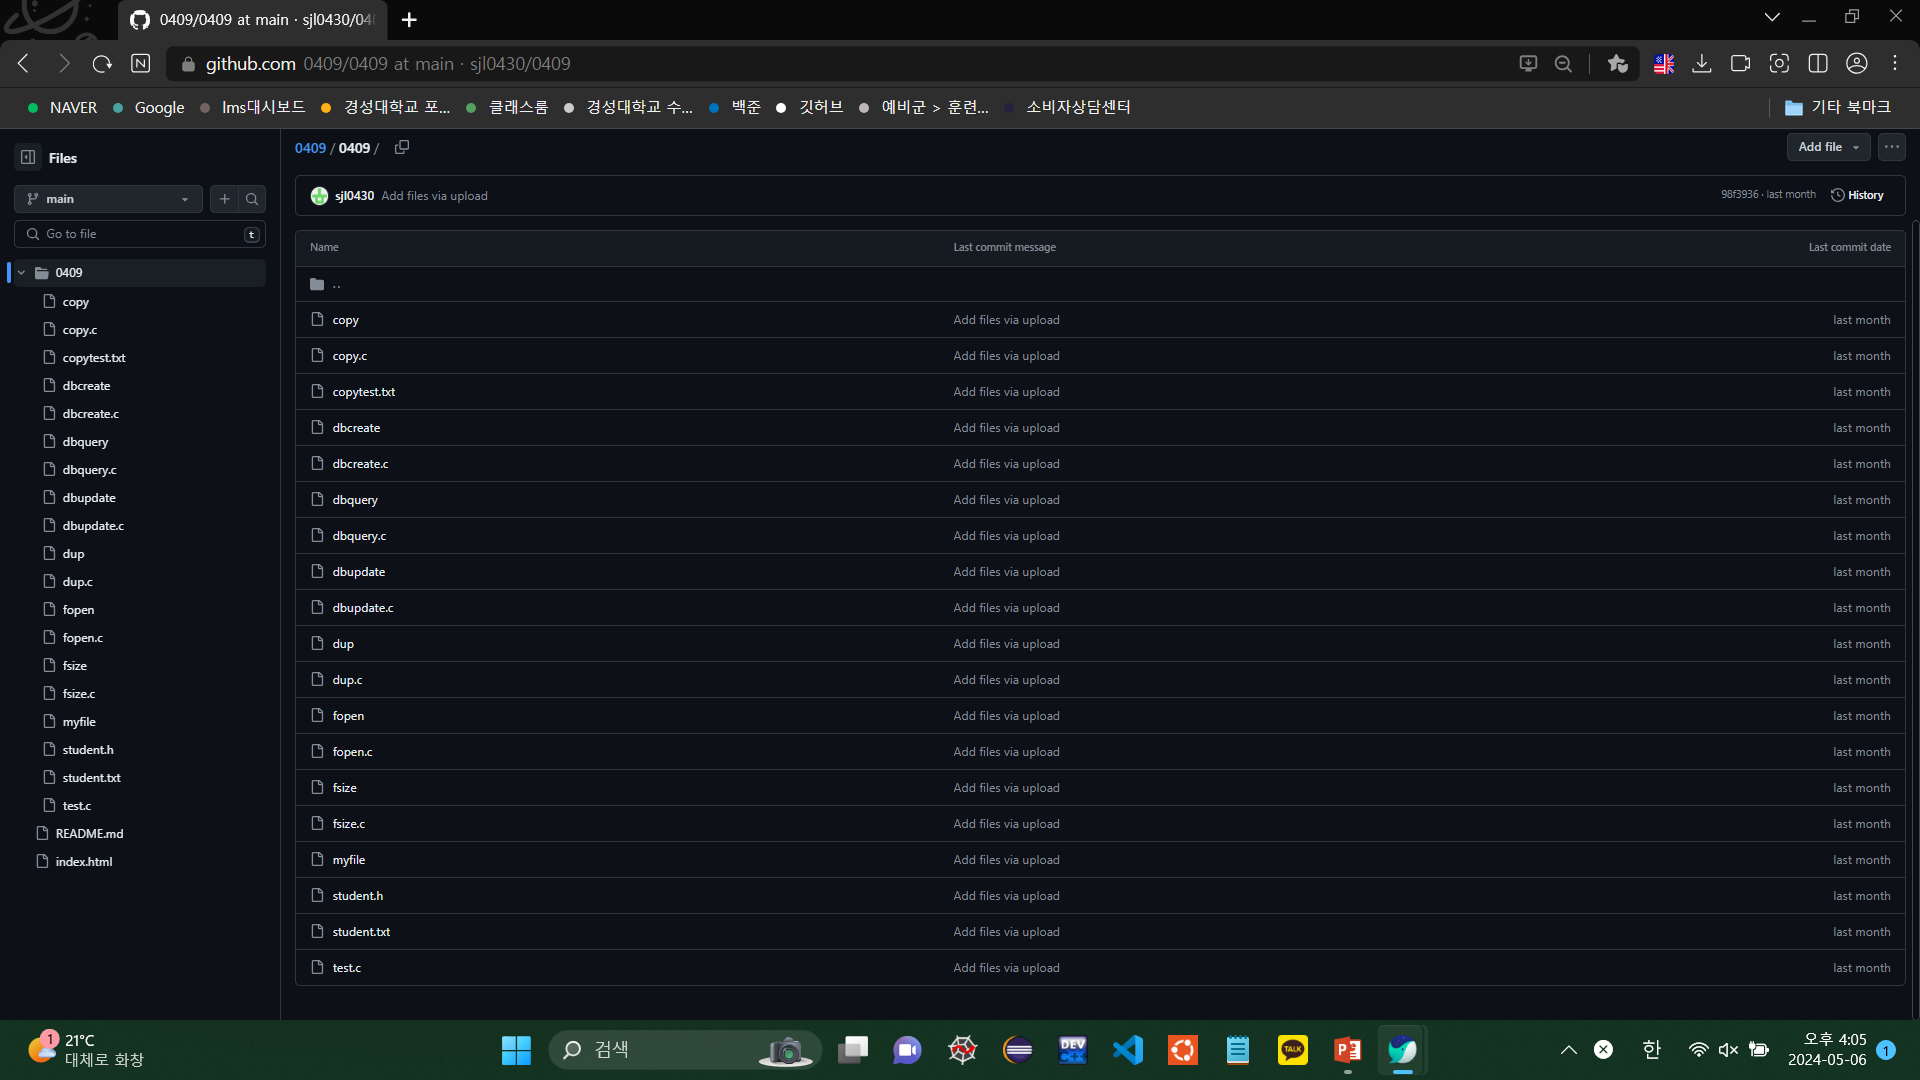 0409/0409 at main · sjl0430/040
github.com 0409/0409 at main · sjl0430/0409
NAVER Google lms대시보드 경성대학교 포... 클래스룸 경성대학교 수... 백준 깃허브 예비군 > 훈련... 소비자상담센터 기타 북마크
Files
main
Go to file t
0409
copy
copy.c
copytest.txt
dbcreate
dbcreate.c
dbquery
dbquery.c
dbupdate
dbupdate.c
dup
dup.c
fopen
fopen.c
fsize
fsize.c
myfile
student.h
student.txt
test.c
README.md
index.html
0409 / 0409 /
Add file ...
sjl0430 Add files via upload 98f3936 · last month History
Name Last commit message Last commit date
..
copy Add files via upload last month
copy.c Add files via upload last month
copytest.txt Add files via upload last month
dbcreate Add files via upload last month
dbcreate.c Add files via upload last month
dbquery Add files via upload last month
dbquery.c Add files via upload last month
dbupdate Add files via upload last month
dbupdate.c Add files via upload last month
dup Add files via upload last month
dup.c Add files via upload last month
fopen Add files via upload last month
fopen.c Add files via upload last month
fsize Add files via upload last month
fsize.c Add files via upload last month
myfile Add files via upload last month
student.h Add files via upload last month
student.txt Add files via upload last month
test.c Add files via upload last month
1 21°C
대체로 화창
검색
DEV
TALK
한
오후 4:05
2024-05-06 1